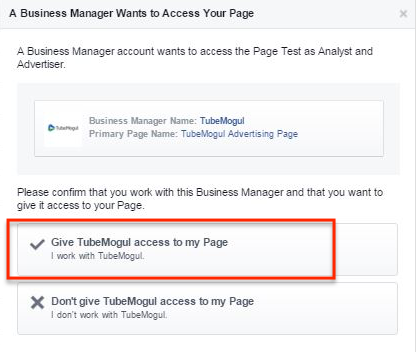 A Business Manager Wants to Access Your Page
A Business Manager account wants to access the Page Test as Analyst and
Advertiser.
TubeMogul
Business Manager Name: TubeMogul
Primary Page Name: TubeMogul Advertising Page
Please confirm that you work with this Business Manager and that you want to
give it access to your Page.
Give TubeMogul access to my Page
I work with TubeMogul.
Don't give TubeMogul access to my Page
I don't work with TubeMogul.